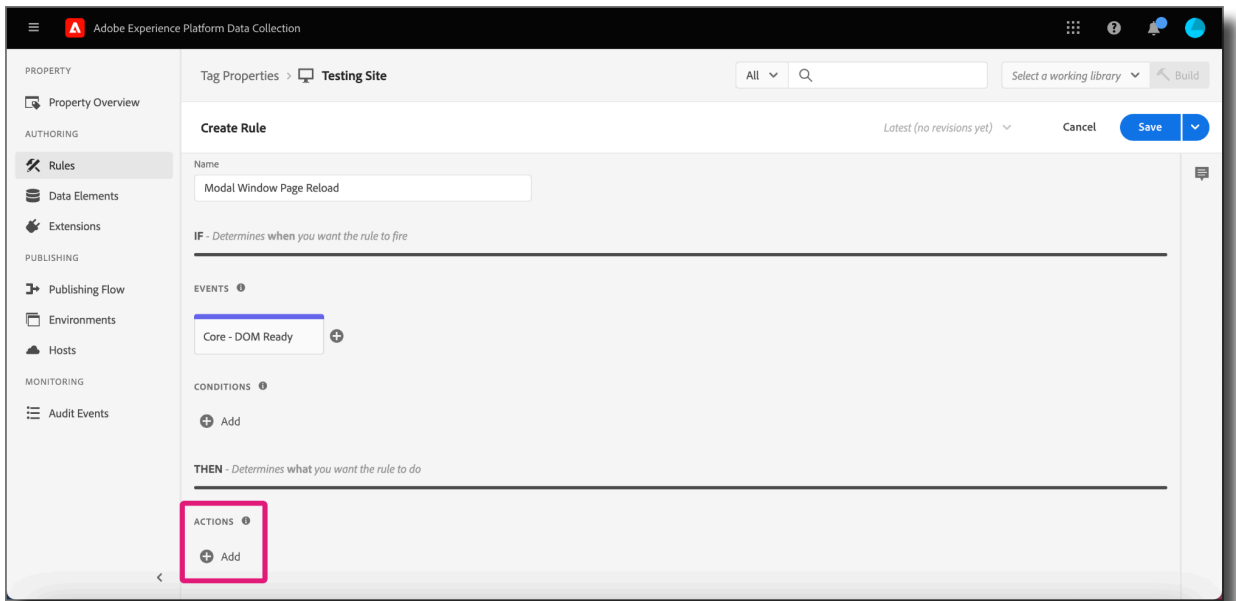 Adobe Experience Platform Data Collection
PROPERTY
Property Overview
AUTHORING
Rules
Data Elements
Extensions
PUBLISHING
Publishing Flow
Environments
Hosts
MONITORING
Audit Events
Tag Properties > Testing Site
All
Select a working library
Build
Create Rule
Latest (no revisions yet)
Cancel
Save
Name
Modal Window Page Reload
IF - Determines when you want the rule to fire
EVENTS
Core - DOM Ready
CONDITIONS
Add
THEN - Determines what you want the rule to do
ACTIONS
Add